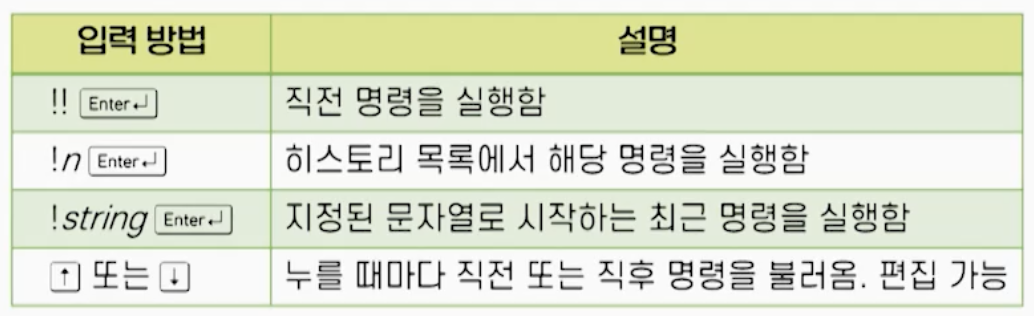 입력 방법 설명
!! Enter↵ 직전 명령을 실행함
!n Enter↵ 히스토리 목록에서 해당 명령을 실행함
!string Enter↵ 지정된 문자열로 시작하는 최근 명령을 실행함
↑ 또는 ↓ 누를 때마다 직전 또는 직후 명령을 불러옴. 편집 가능